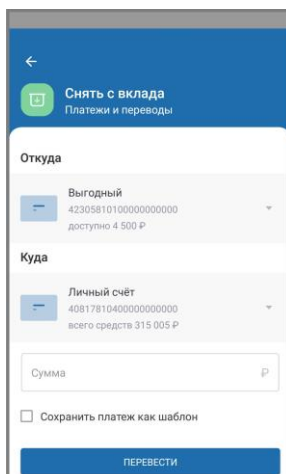 Снять с вклада
Платежи и переводы
Откуда
Выгодный
42305810100000000000
доступно 4 500 ₽
Куда
Личный счёт
40817810400000000000
всего средств 315 005 ₽
Сумма ₽
Сохранить платеж как шаблон
ПЕРЕВЕСТИ